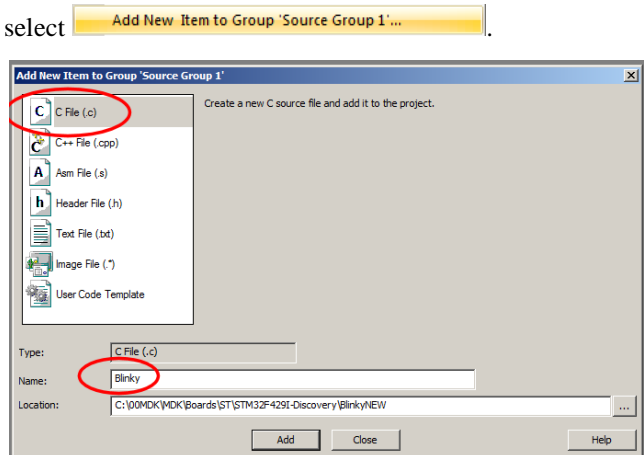 select Add New Item to Group 'Source Group 1'... .
Add New Item to Group 'Source Group 1'
C File (.c)
Create a new C source file and add it to the project.
C++ File (.cpp)
Asm File (.s)
Header File (.h)
Text File (.txt)
Image File (.*)
User Code Template
Type: C File (.c)
Name: Blinky
Location: C:\00MDK\MDK\Boards\ST\STM32F429I-Discovery\BlinkyNEW ...
Add Close Help